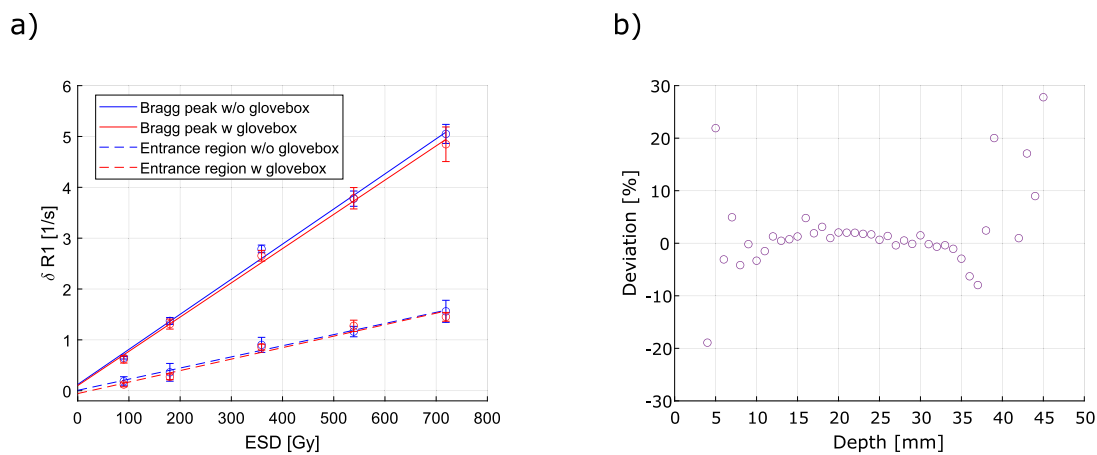 a)
b)
6
5
4
3
2
1
0
δ R1 [1/s]
Bragg peak w/o glovebox
Bragg peak w glovebox
Entrance region w/o glovebox
Entrance region w glovebox
0 100 200 300 400 500 600 700 800
ESD [Gy]
30
20
10
0
-10
-20
-30
Deviation [%]
0 5 10 15 20 25 30 35 40 45 50
Depth [mm]